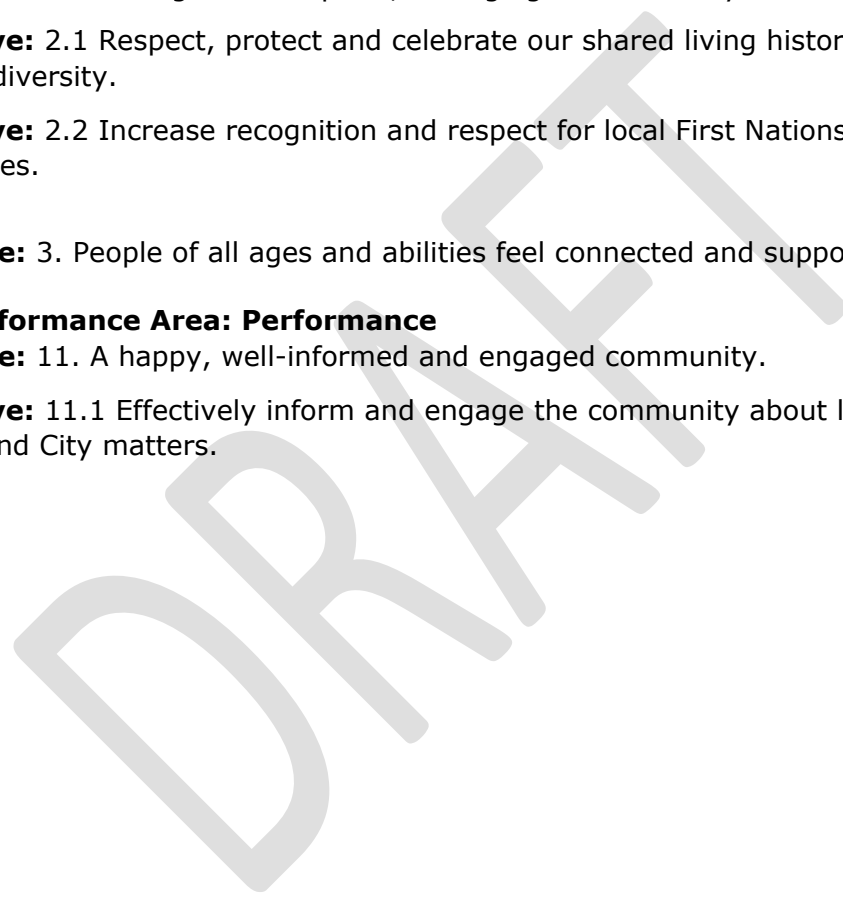 ve: 2.1 Respect, protect and celebrate our shared living histor
diversity.
ve: 2.2 Increase recognition and respect for local First Nations
es.
e: 3. People of all ages and abilities feel connected and suppo
formance Area: Performance
e: 11. A happy, well-informed and engaged community.
ve: 11.1 Effectively inform and engage the community about l
nd City matters.
DRAFT